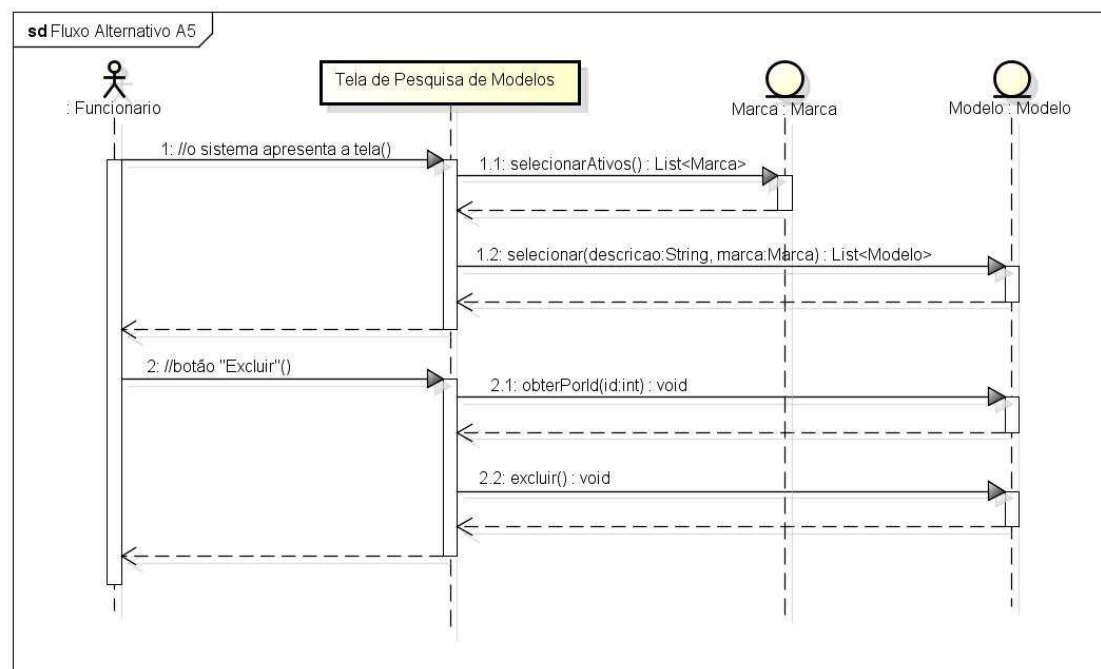 sd Fluxo Alternativo A5
: Funcionario
Tela de Pesquisa de Modelos
Marca : Marca
Modelo : Modelo
1: //o sistema apresenta a tela()
1.1: selecionarAtivos() : List<Marca>
1.2: selecionar(descricao:String, marca:Marca) : List<Modelo>
2: //botão "Excluir"()
2.1: obterPorId(id:int) : void
2.2: excluir() : void